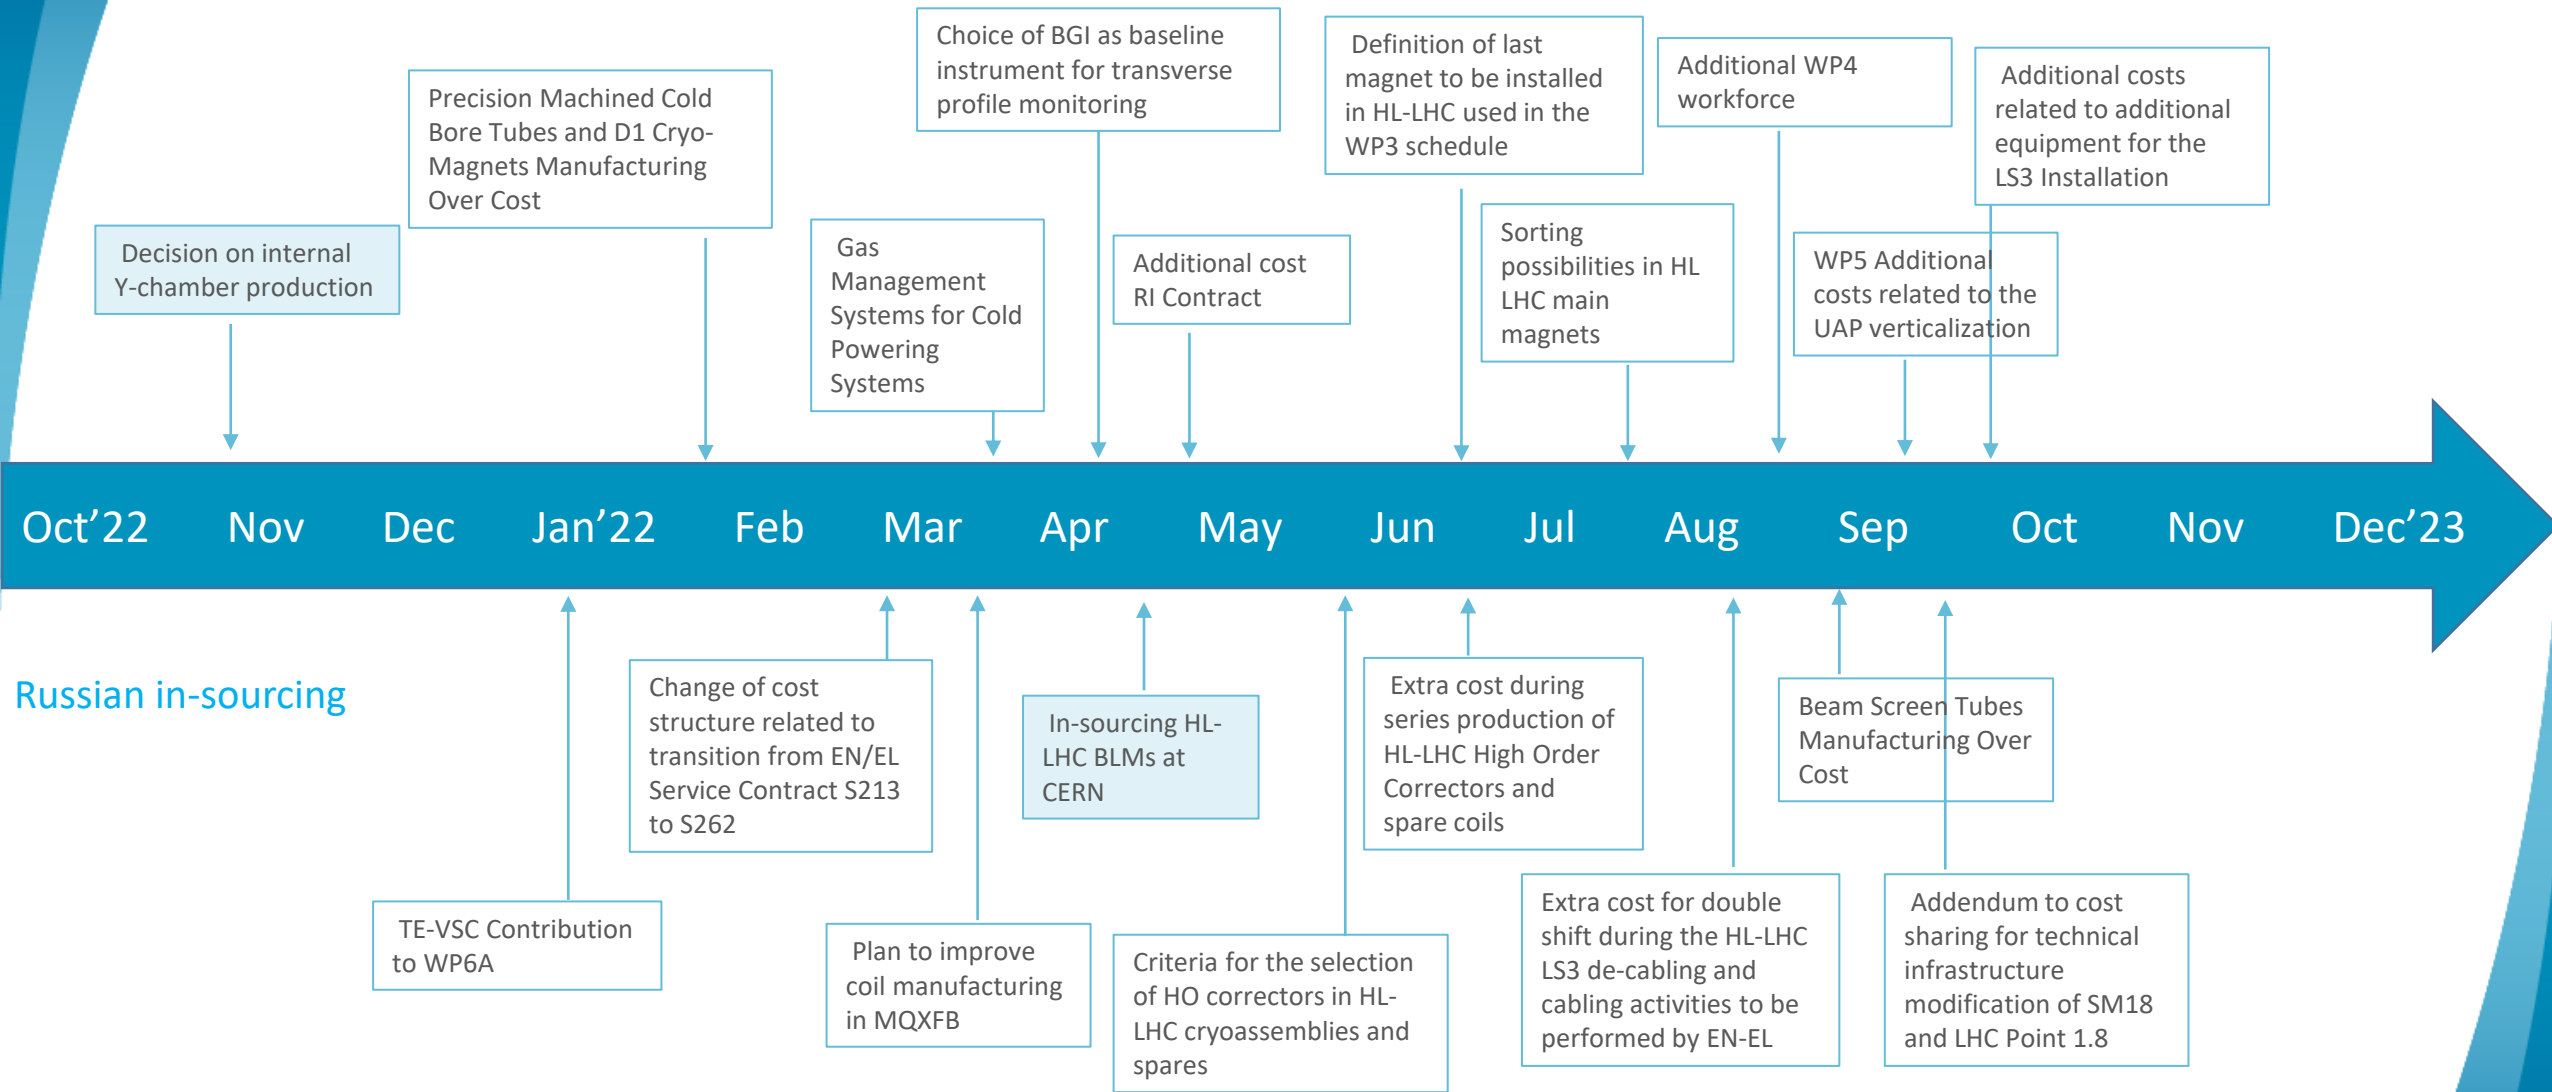 Choice of BGI as baseline
instrument for transverse
profile monitoring
Definition of last
magnet to be installed
in HL-LHC used in the
WP3 schedule
Additional WP4
workforce
Additional costs
related to additional
equipment for the
LS3 Installation
Precision Machined Cold
Bore Tubes and D1 Cryo-
Magnets Manufacturing
Over Cost
Decision on internal
Y-chamber production
Gas
Management
Systems for Cold
Powering
Systems
Additional cost
RI Contract
Sorting
possibilities in HL
LHC main
magnets
WP5 Additional
costs related to the
UAP verticalization
Oct’22 Nov Dec Jan’22 Feb Mar Apr May Jun Jul Aug Sep Oct Nov Dec’23
Russian in-sourcing
Change of cost
structure related to
transition from EN/EL
Service Contract S213
to S262
In-sourcing HL-
LHC BLMs at
CERN
Extra cost during
series production of
HL-LHC High Order
Correctors and
spare coils
Beam Screen Tubes
Manufacturing Over
Cost
TE-VSC Contribution
to WP6A
Plan to improve
coil manufacturing
in MQXFB
Criteria for the selection
of HO correctors in HL-
LHC cryoassemblies and
spares
Extra cost for double
shift during the HL-LHC
LS3 de-cabling and
cabling activities to be
performed by EN-EL
Addendum to cost
sharing for technical
infrastructure
modification of SM18
and LHC Point 1.8